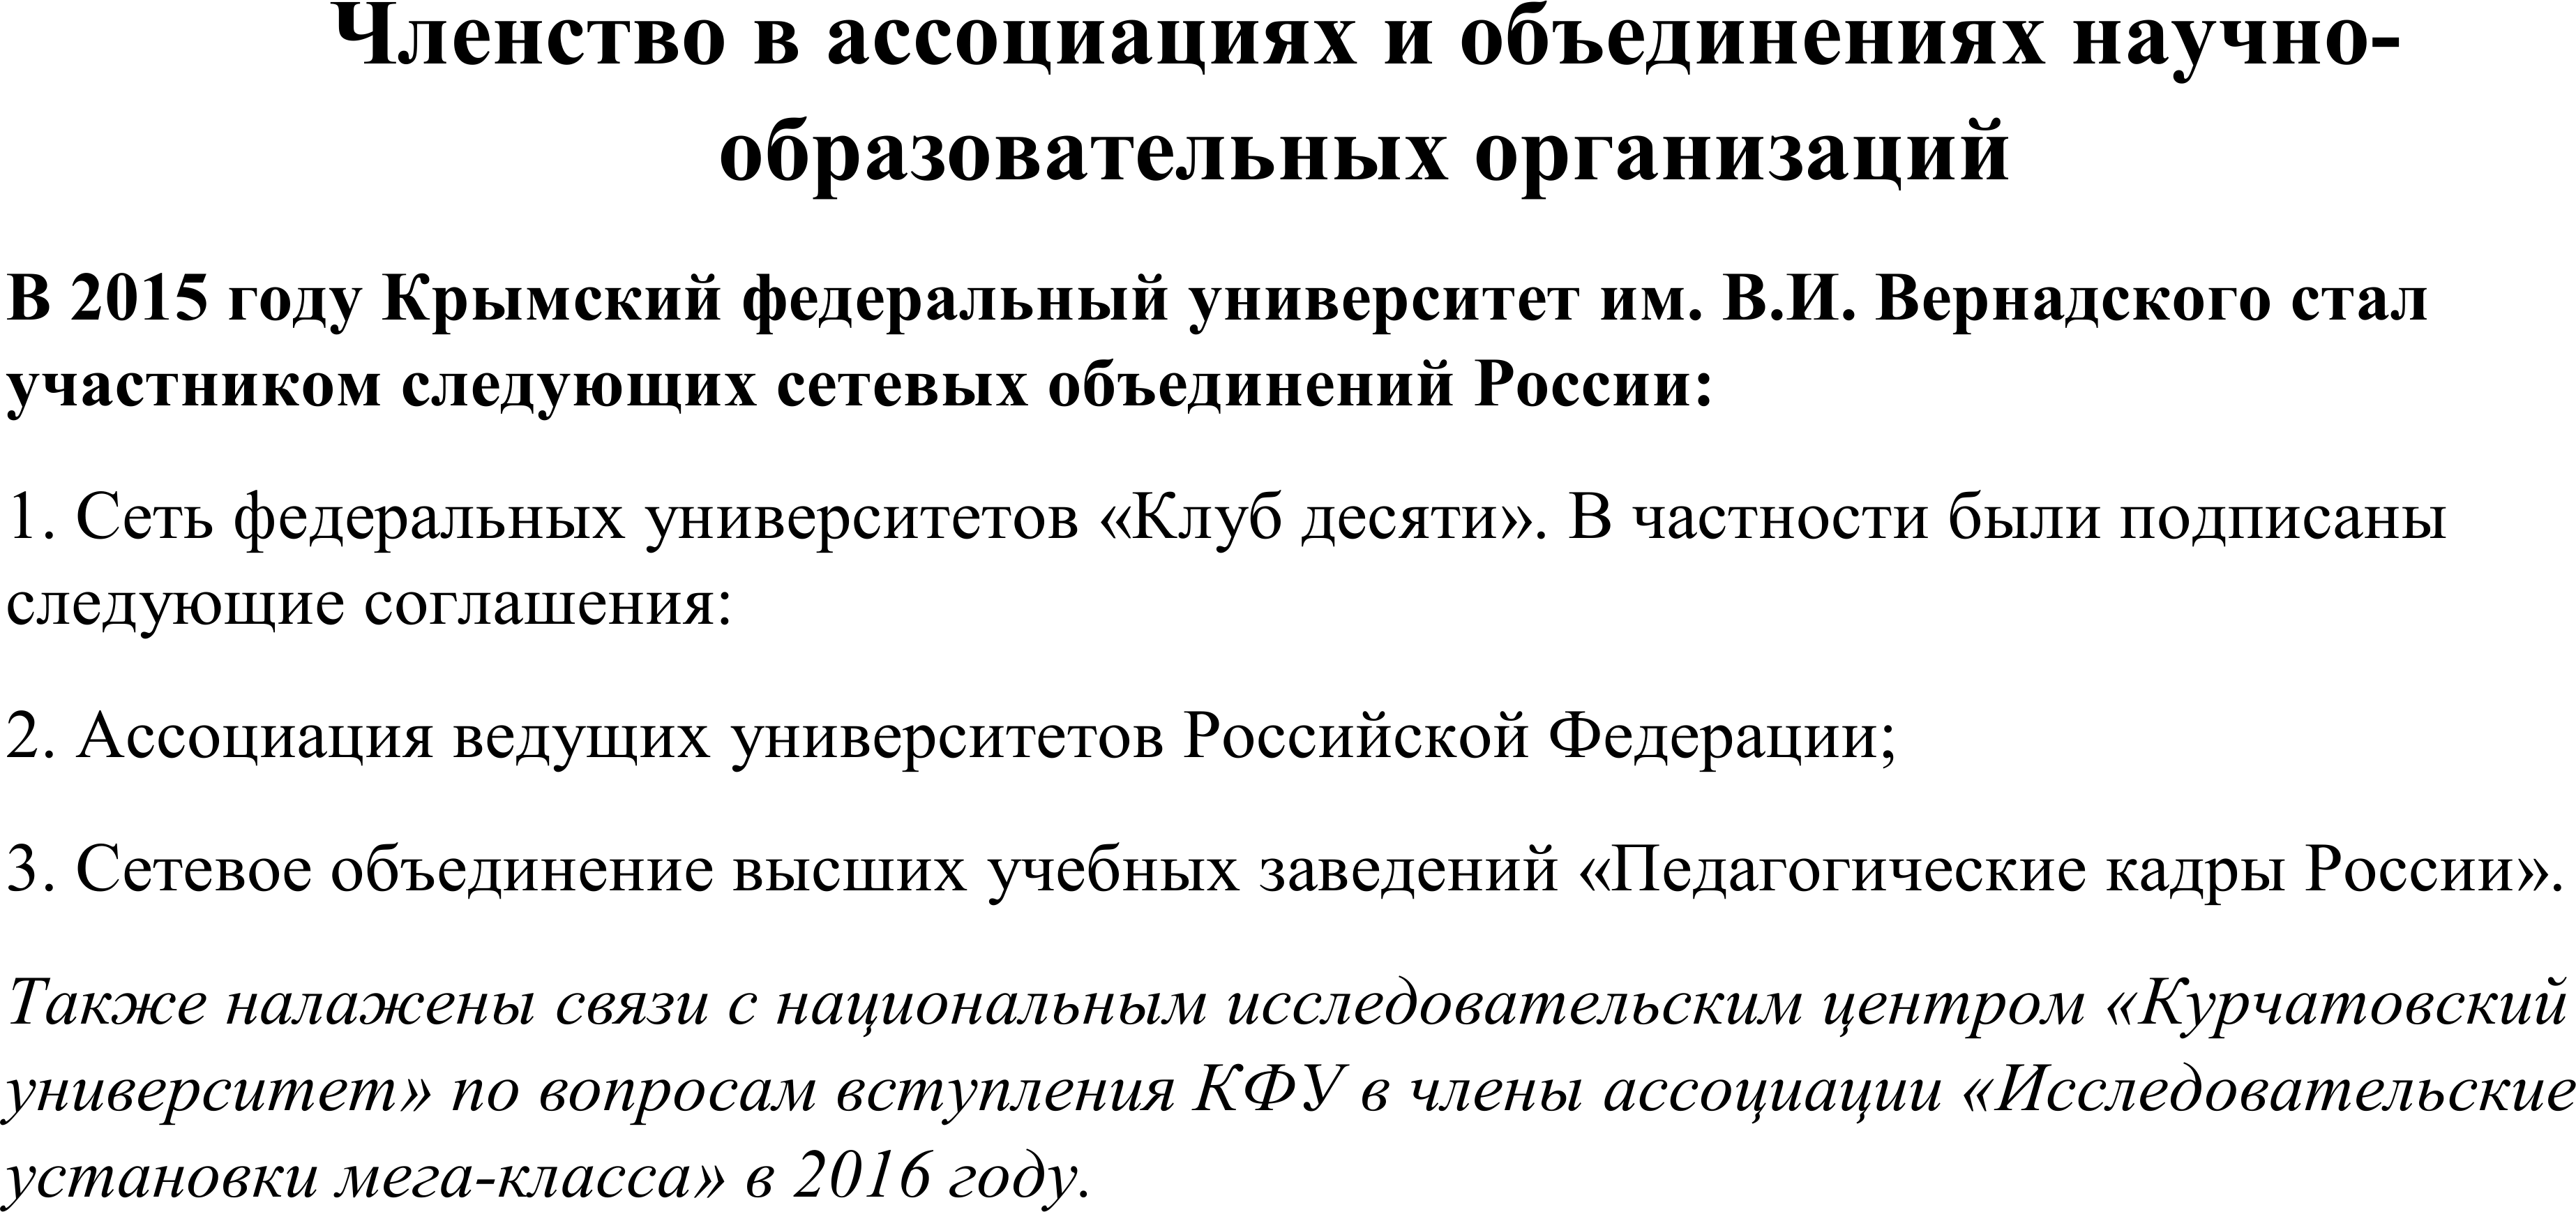 Членство в ассоциациях и объединениях научно-
образовательных организаций
В 2015 году Крымский федеральный университет им. В.И. Вернадского стал
участником следующих сетевых объединений России:
1. Сеть федеральных университетов «Клуб десяти». В частности были подписаны
следующие соглашения:
2. Ассоциация ведущих университетов Российской Федерации;
3. Сетевое объединение высших учебных заведений «Педагогические кадры России».
Также налажены связи с национальным исследовательским центром «Курчатовский
университет» по вопросам вступления КФУ в члены ассоциации «Исследовательские
установки мега-класса» в 2016 году.